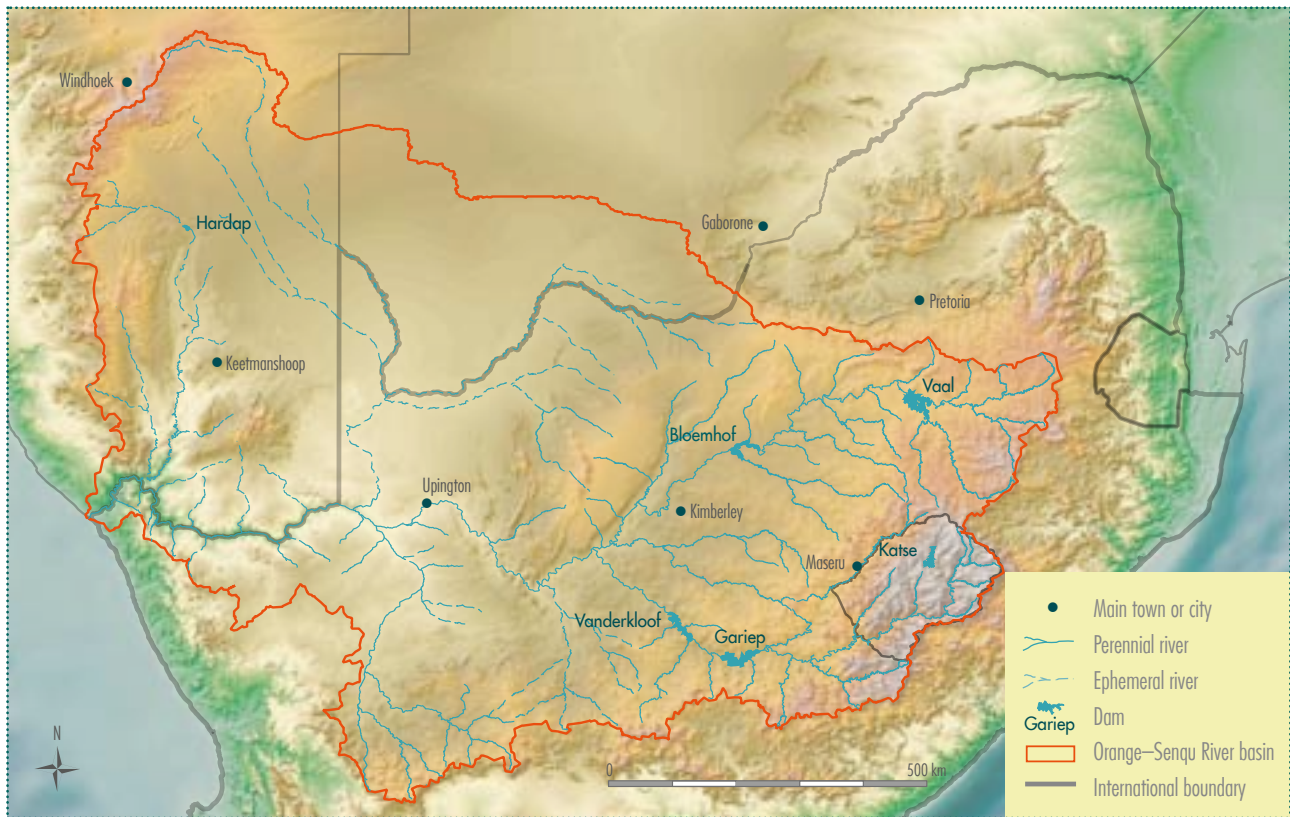 Windhoek
Hardap
Gaborone
Pretoria
Keetmanshoop
Vaal
Bloemhof
Upington
Kimberley
Maseru
Katse
Vanderkloof
Gariep
N
0
500 km
Main town or city
Perennial river
Ephemeral river
Gariep
Dam
Orange–Senqu River basin
International boundary